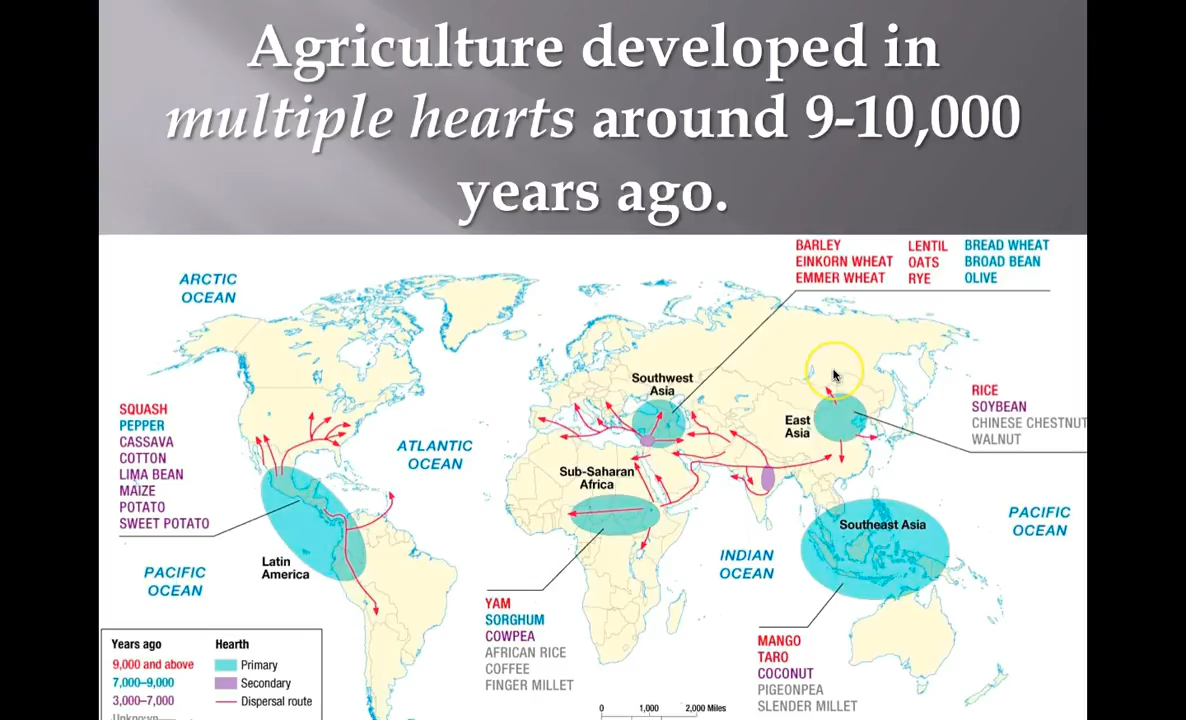 Agriculture developed in
multiple hearts around 9-10,000
years ago.
BARLEY LENTIL BREAD WHEAT
EINKORN WHEAT OATS BROAD BEAN
EMMER WHEAT RYE OLIVE
ARCTIC
OCEAN
Southwest
Asia
East
Asia
RICE
SOYBEAN
CHINESE CHESTNUT
WALNUT
SQUASH
PEPPER
CASSAVA
COTTON
LIMA BEAN
MAIZE
POTATO
SWEET POTATO
ATLANTIC
OCEAN
Sub-Saharan
Africa
Southeast Asia
PACIFIC
OCEAN
Latin
America
PACIFIC
OCEAN
INDIAN
OCEAN
YAM
SORGHUM
COWPEA
AFRICAN RICE
COFFEE
FINGER MILLET
MANGO
TARO
COCONUT
PIGEONPEA
SLENDER MILLET
Years ago Hearth
9,000 and above Primary
7,000–9,000 Secondary
3,000–7,000 Dispersal route
Unknown
0 1,000 2,000 Miles